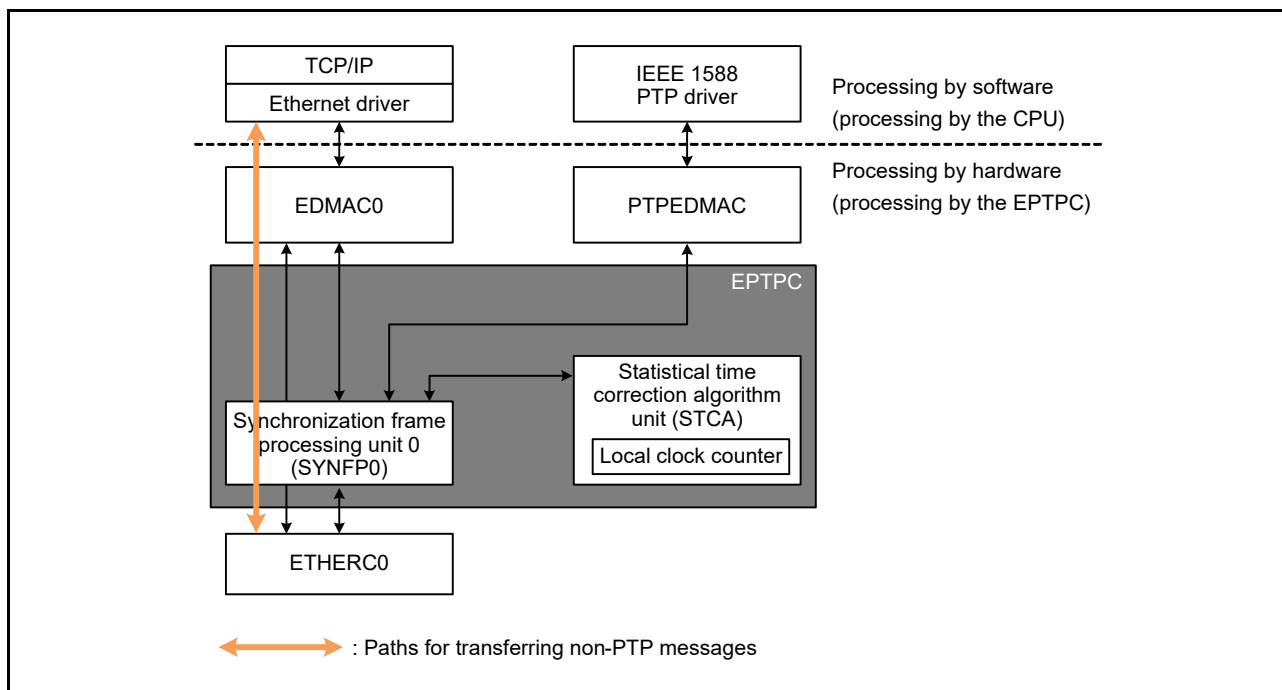 TCP/IP
Ethernet driver
IEEE 1588
PTP driver
Processing by software
(processing by the CPU)
Processing by hardware
(processing by the EPTPC)
EDMAC0
PTPEDMAC
EPTPC
Statistical time
correction algorithm
unit (STCA)
Local clock counter
Synchronization frame
processing unit 0
(SYNFP0)
ETHERC0
: Paths for transferring non-PTP messages